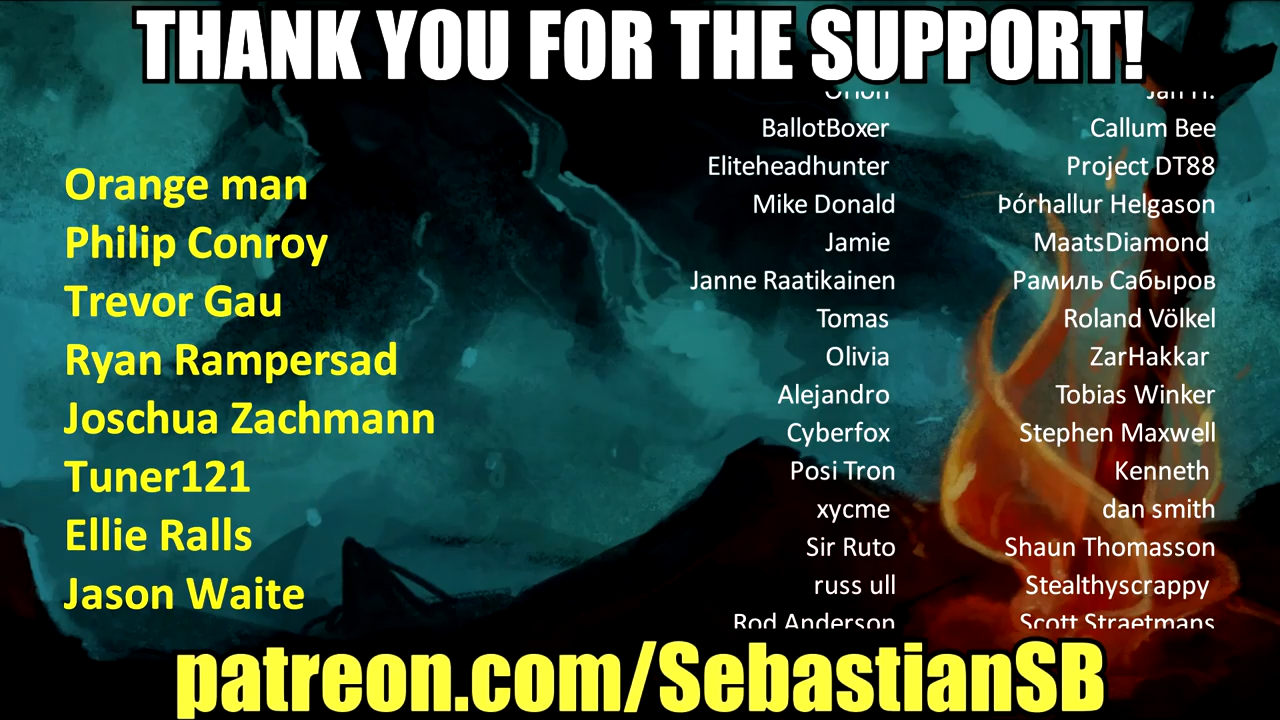 THANK YOU FOR THE SUPPORT!
Orange man
Philip Conroy
Trevor Gau
Ryan Rampersad
Joschua Zachmann
Tuner121
Ellie Ralls
Jason Waite
Orion
BallotBoxer
Eliteheadhunter
Mike Donald
Jamie
Janne Raatikainen
Tomas
Olivia
Alejandro
Cyberfox
Posi Tron
xycme
Sir Ruto
russ ull
Rod Anderson
Jan H.
Callum Bee
Project DT88
Þórhallur Helgason
MaatsDiamond
Рамиль Сабыров
Roland Völkel
ZarHakkar
Tobias Winker
Stephen Maxwell
Kenneth
dan smith
Shaun Thomasson
Stealthyscrappy
Scott Straetmans
patreon.com/SebastianSB